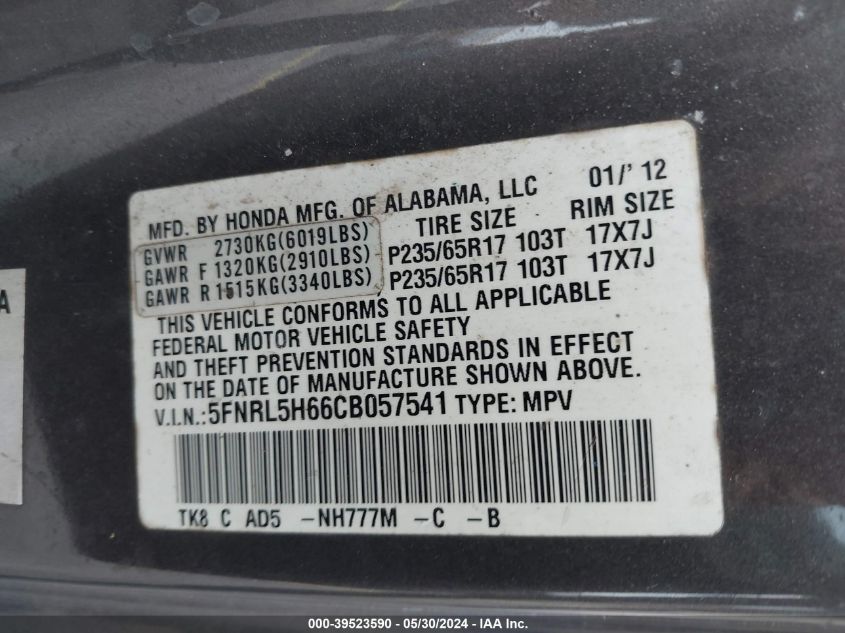 MFD. BY HONDA MFG. OF ALABAMA, LLC 01/'12
GVWR 2730KG(6019LBS) TIRE SIZE RIM SIZE
GAWR F 1320KG(2910LBS) P235/65R17 103T 17X7J
GAWR R 1515KG(3340LBS) P235/65R17 103T 17X7J
THIS VEHICLE CONFORMS TO ALL APPLICABLE
FEDERAL MOTOR VEHICLE SAFETY
AND THEFT PREVENTION STANDARDS IN EFFECT
ON THE DATE OF MANUFACTURE SHOWN ABOVE.
V.I.N.: 5FNRL5H66CB057541 TYPE: MPV
TK8 C AD5 -NH777M -C -B
A
000-39523590 - 05/30/2024 - IAA Inc.